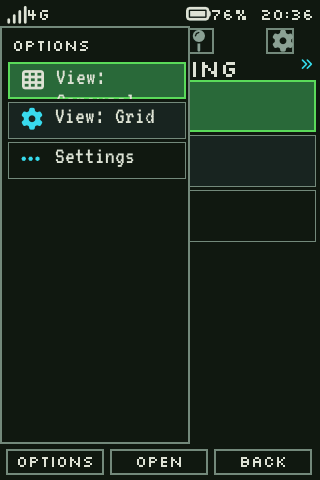 4G 76% 20:36
OPTIONS
ING »
View:
View: Grid
Settings
OPTIONS OPEN BACK